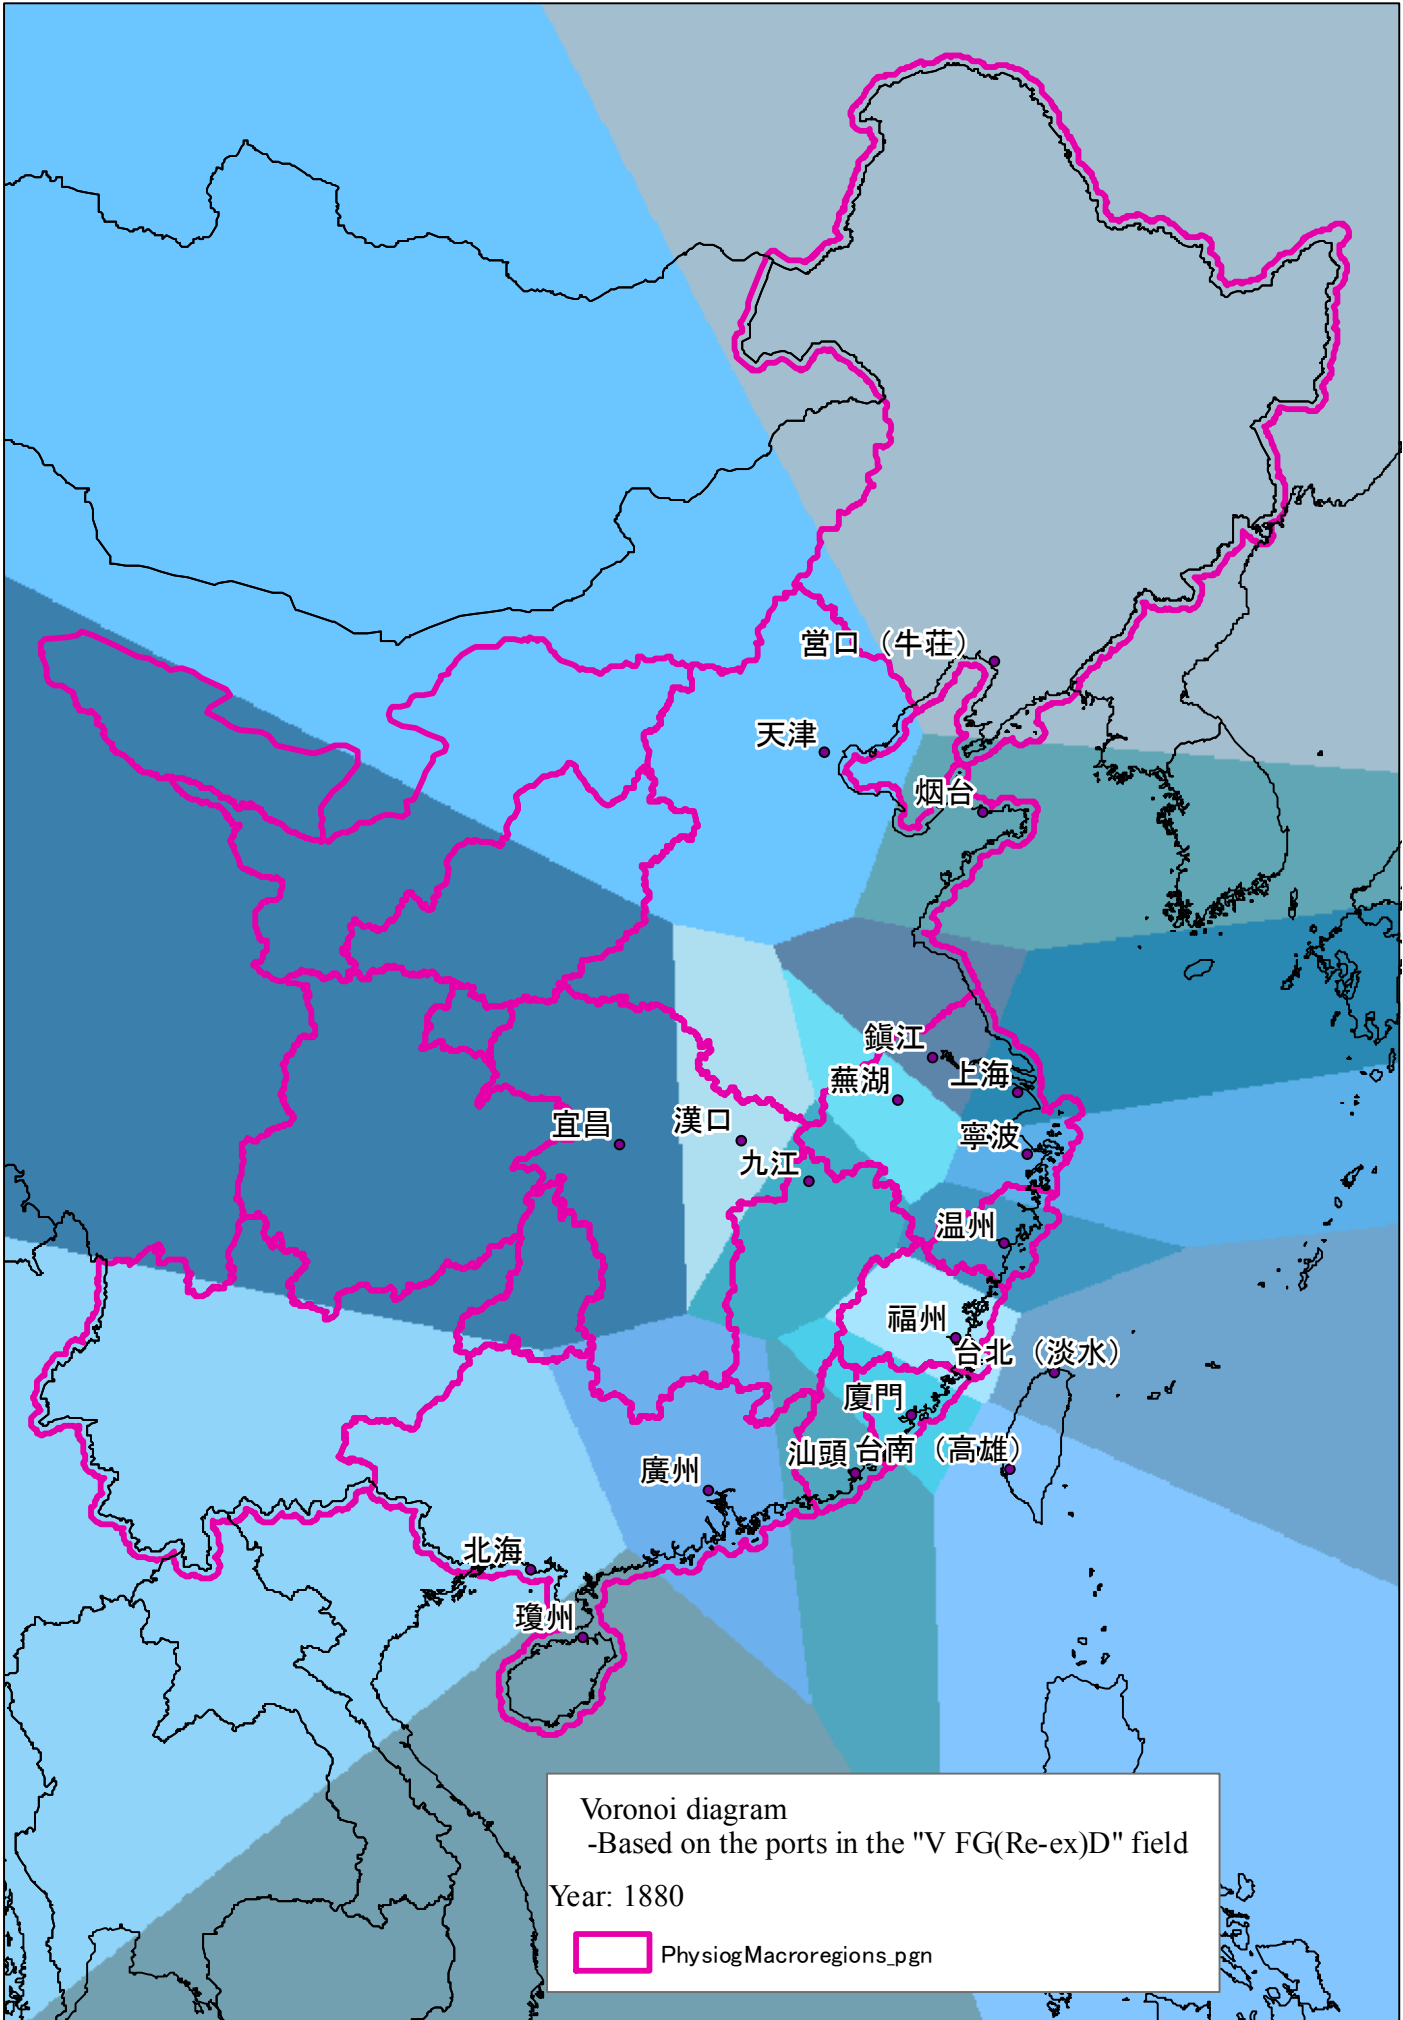 営口（牛荘）
天津
烟台
鎮江
上海
蕪湖
宜昌
漢口
寧波
九江
温州
福州
台北（淡水）
廈門
汕頭
台南（高雄）
廣州
北海
瓊州
Voronoi diagram
-Based on the ports in the "V FG(Re-ex)D" field
Year: 1880
PhysiogMacroregions_pgn